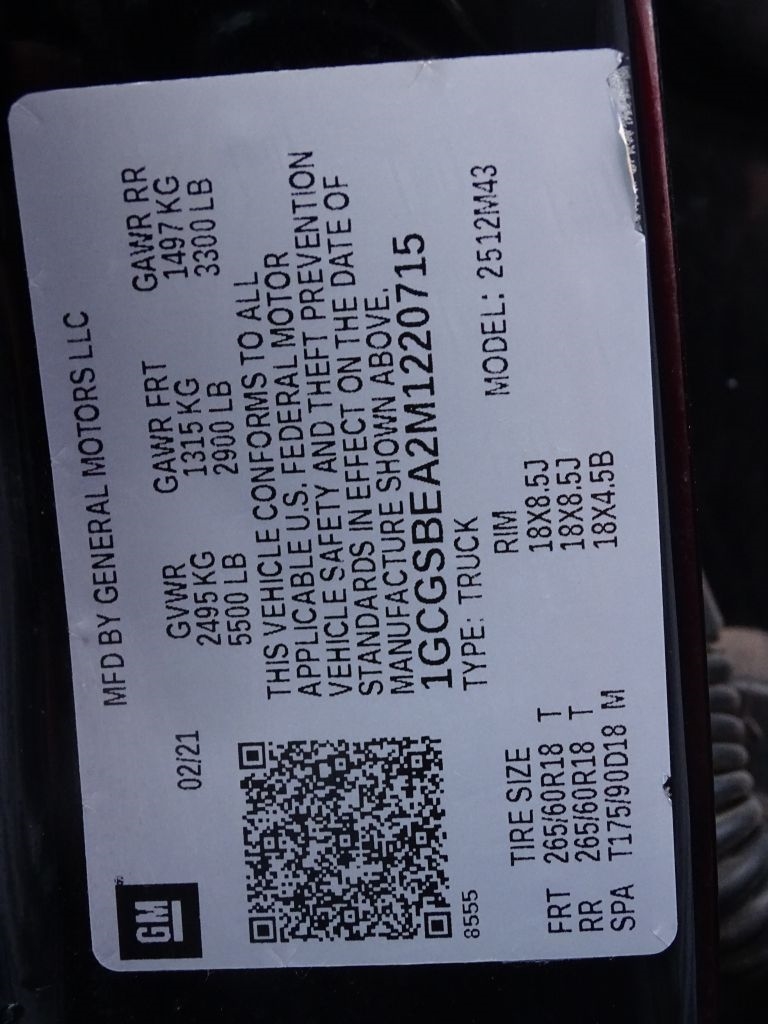 GM
MFD BY GENERAL MOTORS LLC
02/21
GVWR GAWR FRT GAWR RR
2495 KG 1315 KG 1497 KG
5500 LB 2900 LB 3300 LB
THIS VEHICLE CONFORMS TO ALL
APPLICABLE U.S. FEDERAL MOTOR
VEHICLE SAFETY AND THEFT PREVENTION
STANDARDS IN EFFECT ON THE DATE OF
MANUFACTURE SHOWN ABOVE.
1GCGSBEA2M1220715
8555
TYPE: TRUCK MODEL: 2512M43
TIRE SIZE RIM
FRT 265/60R18 T 18X8.5J
RR 265/60R18 T 18X8.5J
SPA T175/90D18 M 18X4.5B